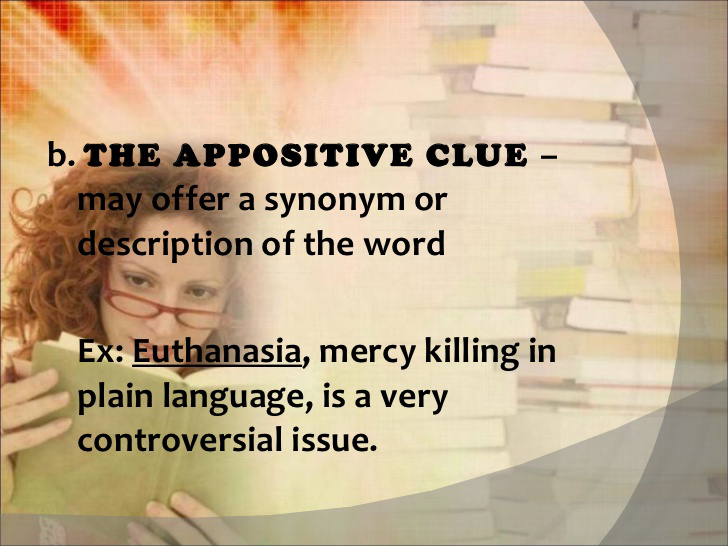 b. THE APPOSITIVE CLUE –
may offer a synonym or
description of the word
Ex: Euthanasia, mercy killing in
plain language, is a very
controversial issue.